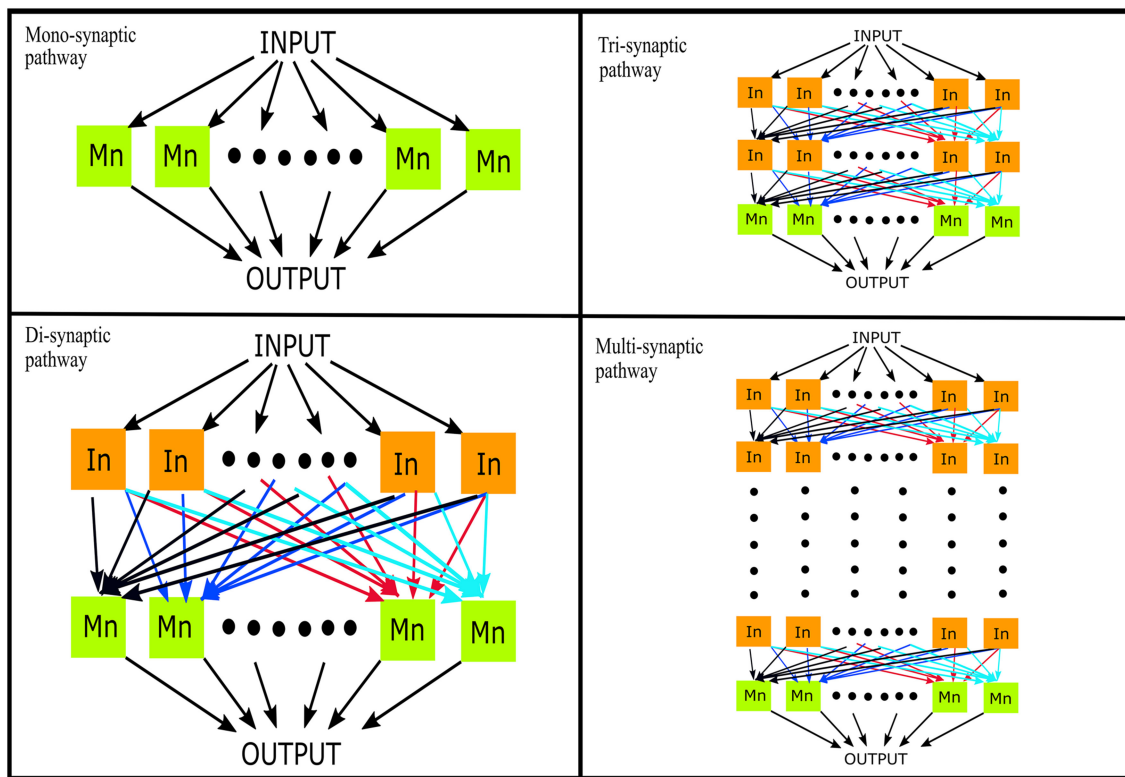 Mono-synaptic
pathway
INPUT
Mn Mn Mn Mn
OUTPUT
Tri-synaptic
pathway
INPUT
In In In In
In In In In
Mn Mn Mn Mn
OUTPUT
Di-synaptic
pathway
INPUT
In In In In
Mn Mn Mn Mn
OUTPUT
Multi-synaptic
pathway
INPUT
In In In In
In In In In
In In In In
Mn Mn Mn Mn
OUTPUT